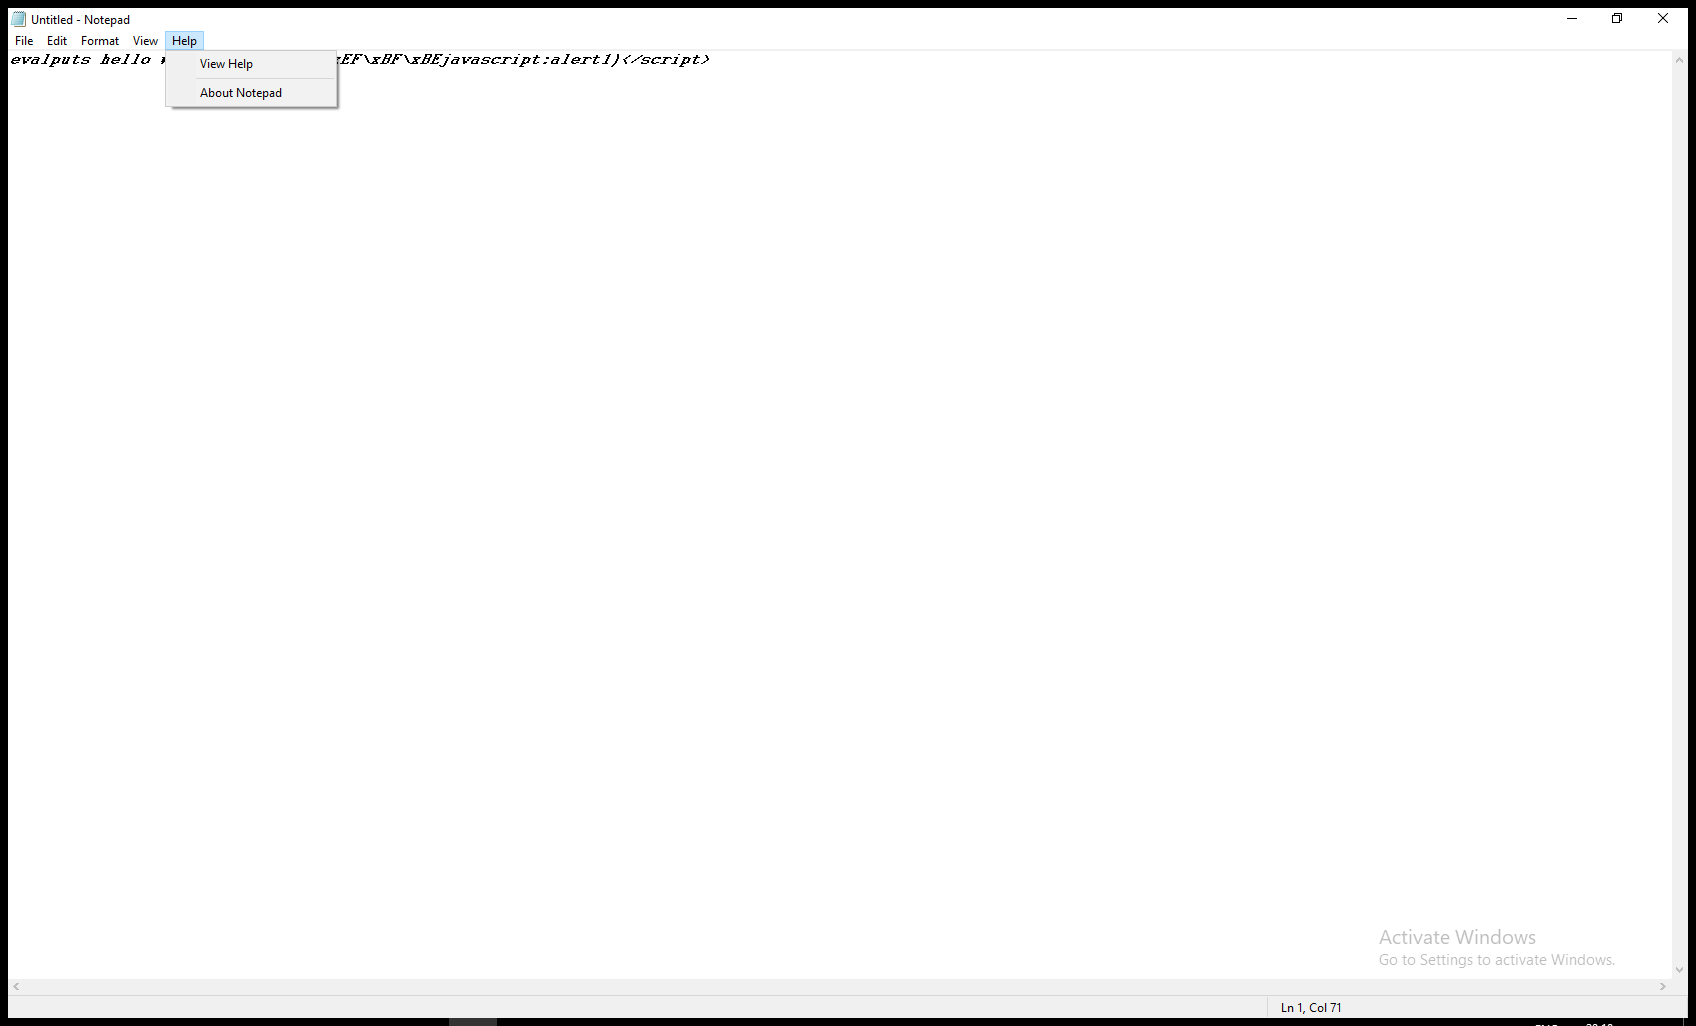 Untitled - Notepad
File Edit Format View Help
evalputs hello EF\xBF\xBEjavascript:alert1)</script>
View Help
About Notepad
Activate Windows
Go to Settings to activate Windows.
Ln 1, Col 71